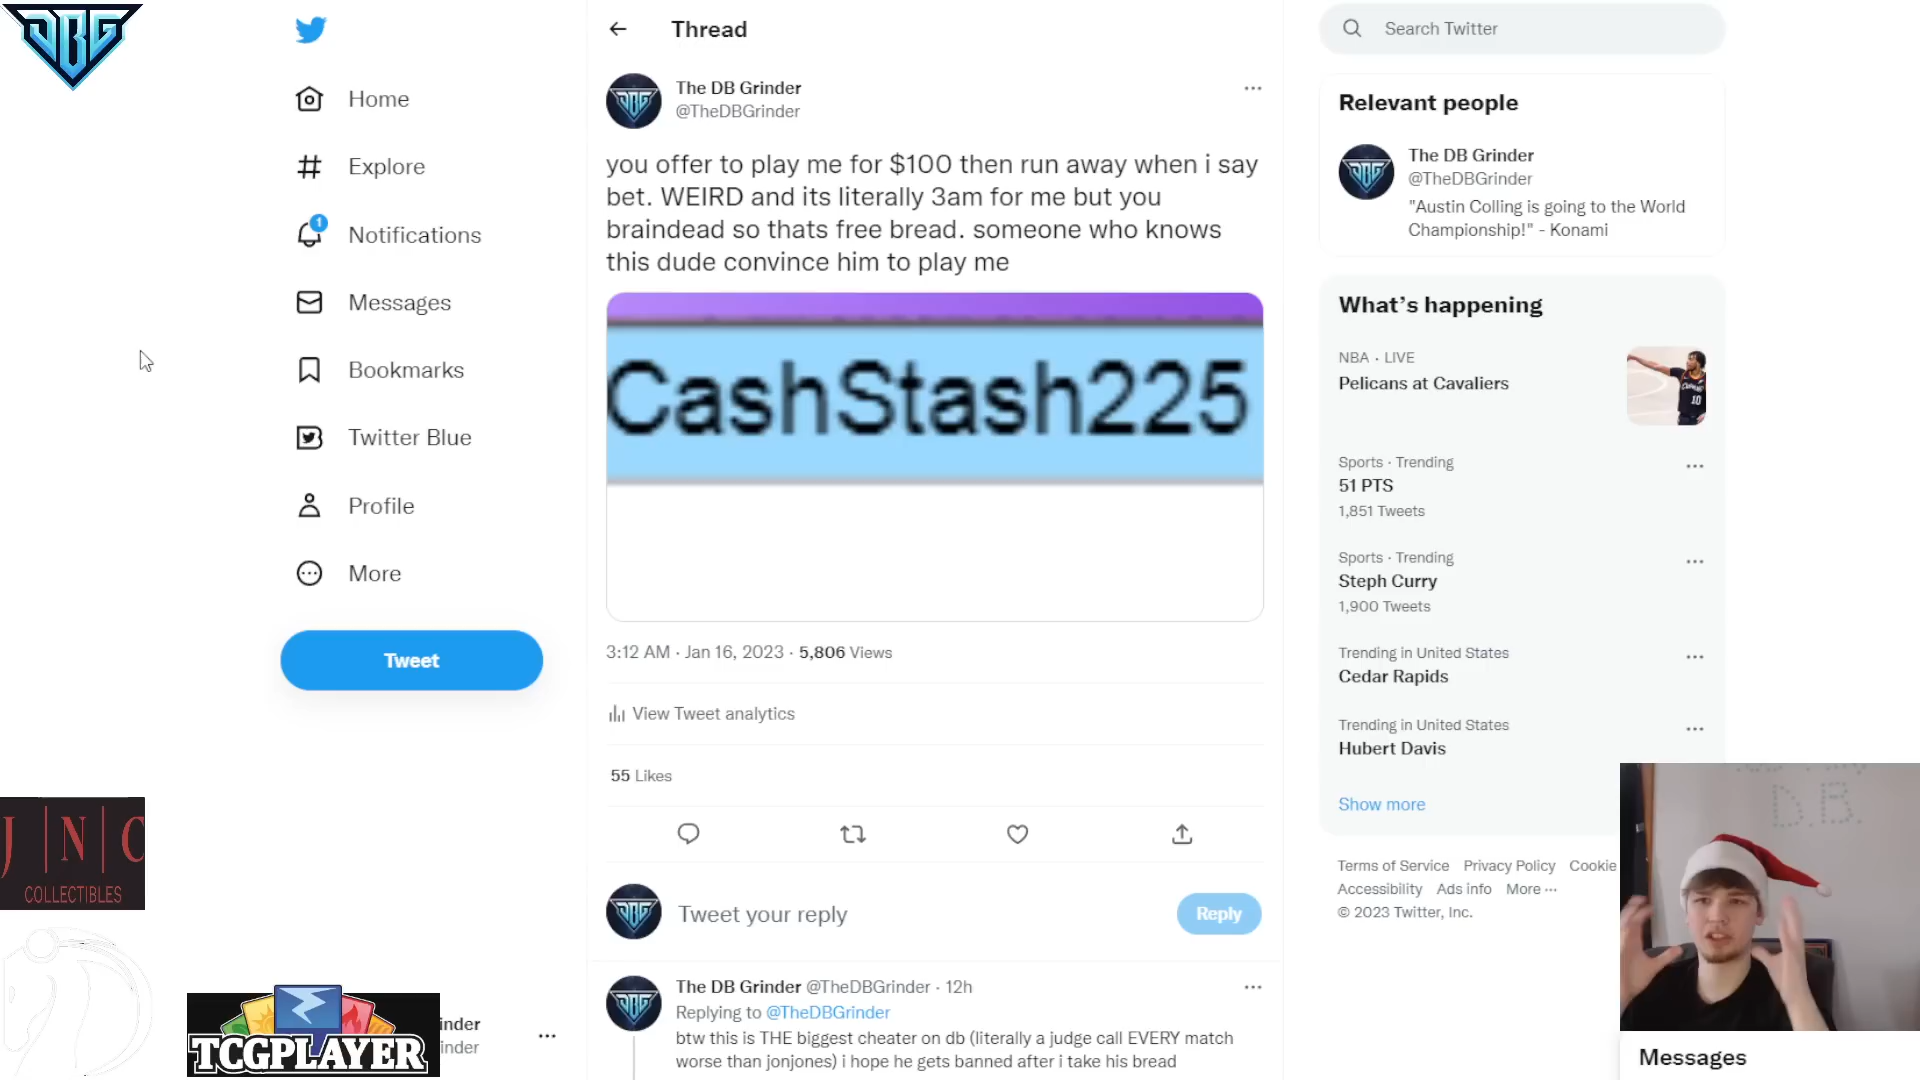 DBG
Home
Explore
1
Notifications
Messages
Bookmarks
Twitter Blue
Profile
More
Tweet
J|N|C
COLLECTIBLES
TCGPLAYER
inder
inder
Thread
The DB Grinder
@TheDBGrinder
you offer to play me for $100 then run away when i say
bet. WEIRD and its literally 3am for me but you
braindead so thats free bread. someone who knows
this dude convince him to play me
CashStash225
3:12 AM · Jan 16, 2023 · 5,806 Views
View Tweet analytics
55 Likes
Tweet your reply
Reply
The DB Grinder @TheDBGrinder · 12h
Replying to @TheDBGrinder
btw this is THE biggest cheater on db (literally a judge call EVERY match
worse than jonjones) i hope he gets banned after i take his bread
Search Twitter
Relevant people
The DB Grinder
@TheDBGrinder
"Austin Colling is going to the World
Championship!" - Konami
What's happening
NBA · LIVE
Pelicans at Cavaliers
Sports · Trending
51 PTS
1,851 Tweets
Sports · Trending
Steph Curry
1,900 Tweets
Trending in United States
Cedar Rapids
Trending in United States
Hubert Davis
Show more
Terms of Service Privacy Policy Cookie
Accessibility Ads info More ···
© 2023 Twitter, Inc.
D.B.
Messages